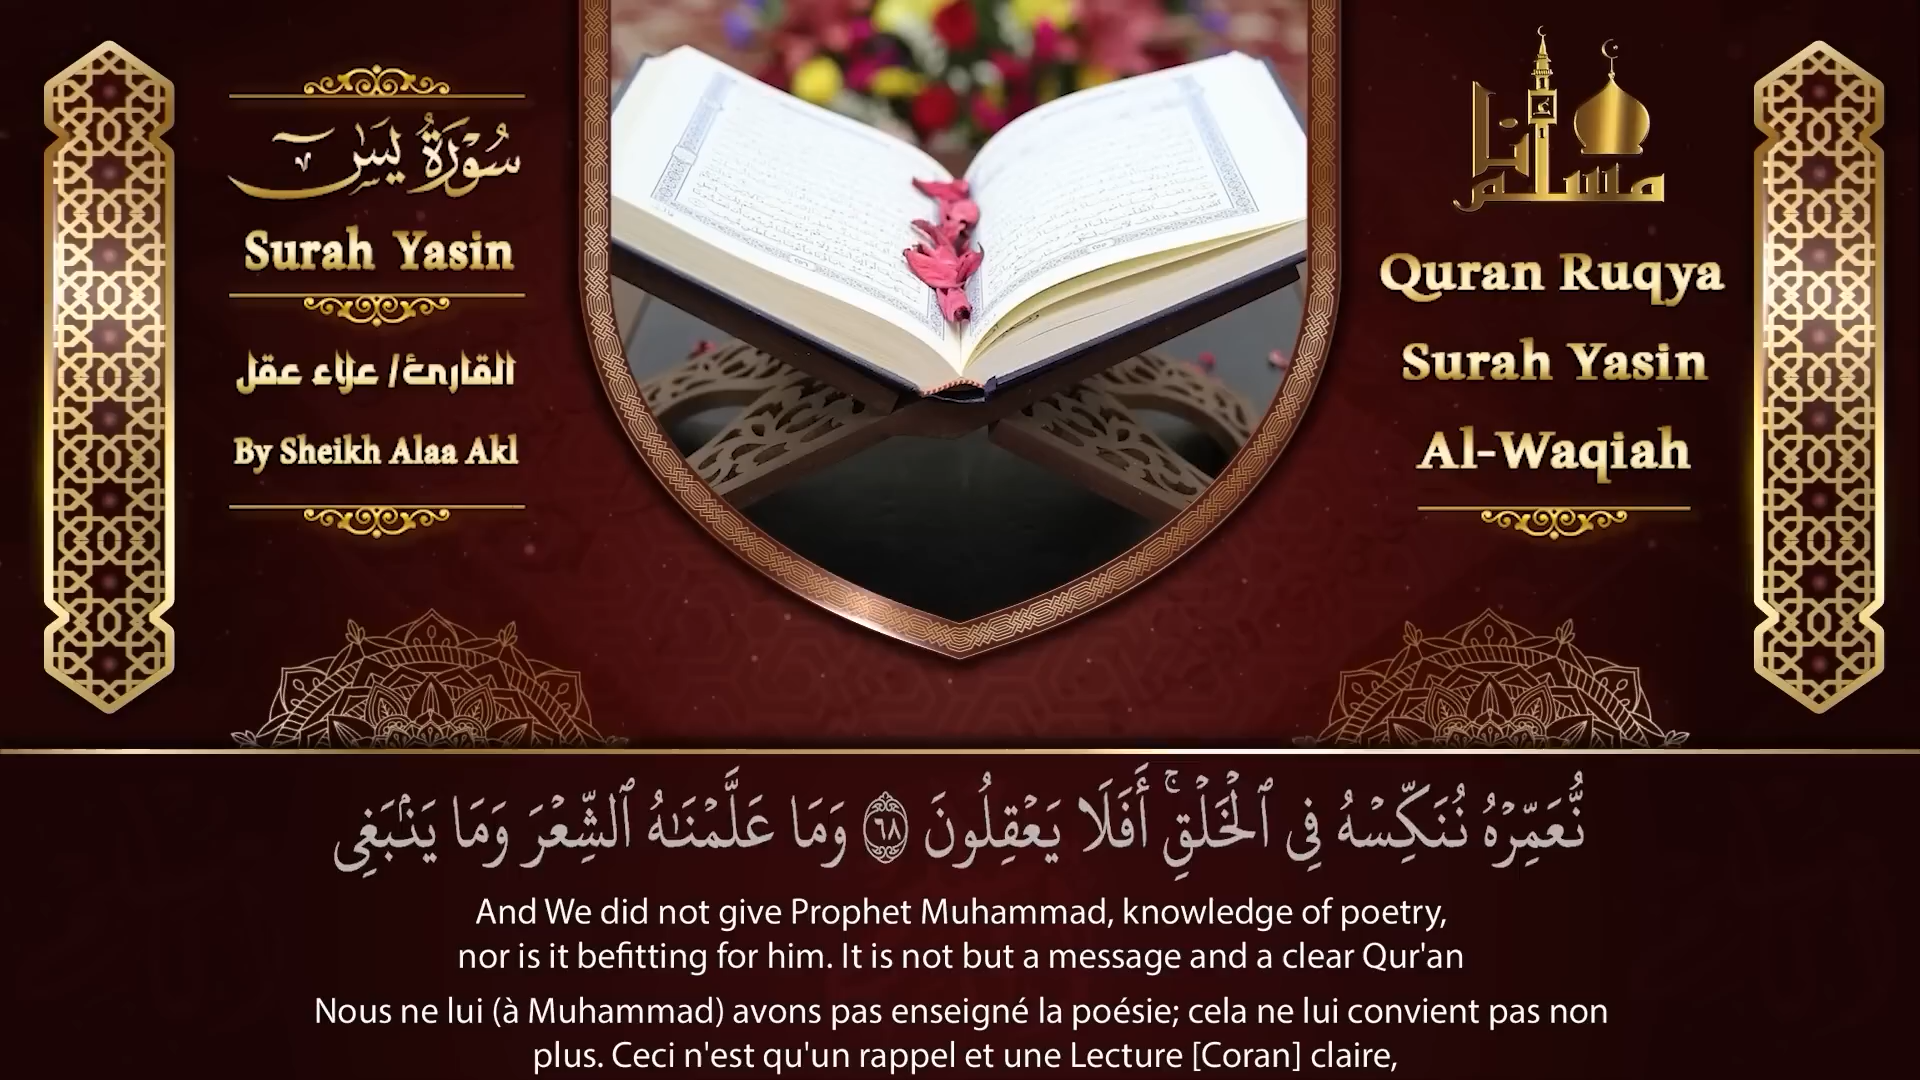 سُورَةُ يسٓ
Surah Yasin
القارئ/ علاء عقل
By Sheikh Alaa Akl
أنا مسلم
Quran Ruqya
Surah Yasin
Al-Waqiah
نُّعَمِّرْهُ نُنَكِّسْهُ فِي ٱلْخَلْقِۚ أَفَلَا يَعْقِلُونَ ٦٨ وَمَا عَلَّمْنَٰهُ ٱلشِّعْرَ وَمَا يَنۢبَغِي
And We did not give Prophet Muhammad, knowledge of poetry,
nor is it befitting for him. It is not but a message and a clear Qur'an
Nous ne lui (à Muhammad) avons pas enseigné la poésie; cela ne lui convient pas non
plus. Ceci n'est qu'un rappel et une Lecture [Coran] claire,